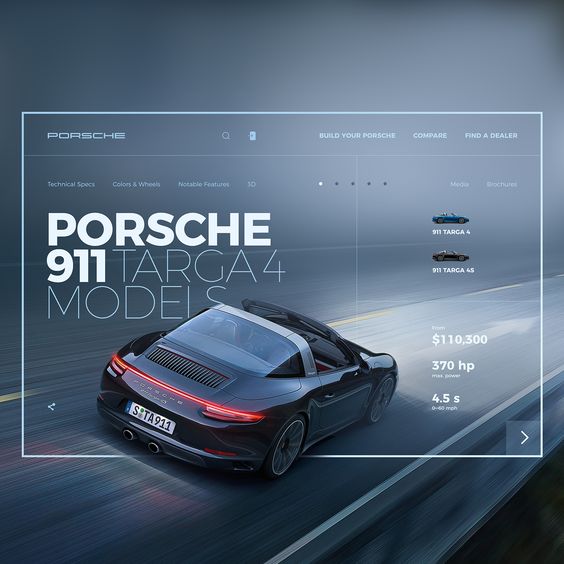 PORSCHE
BUILD YOUR PORSCHE
COMPARE
FIND A DEALER
Technical Specs
Colors & Wheels
Notable Features
3D
Media
Brochures
PORSCHE
911 TARGA 4
MODELS
911 TARGA 4
911 TARGA 4S
from
$110,300
370 hp
max. power
4.5 s
0–60 mph
PORSCHE
S·TA911